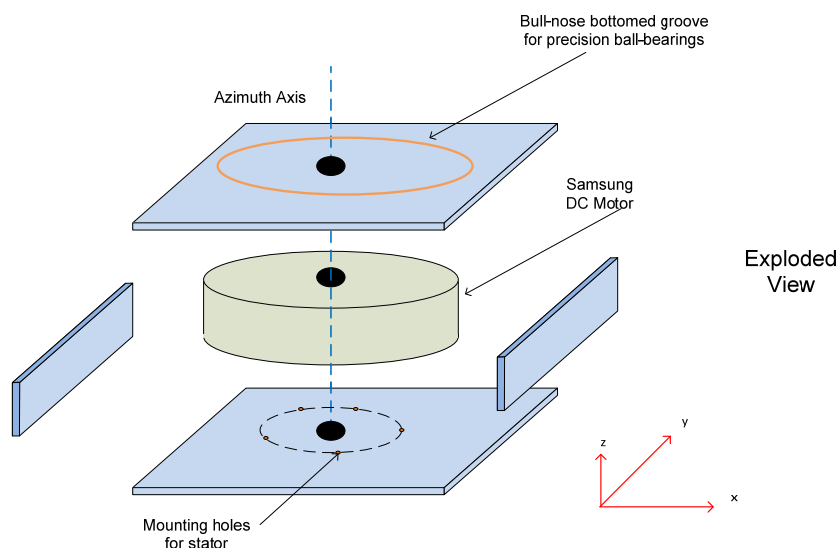 Bull-nose bottomed groove
for precision ball-bearings
Azimuth Axis
Samsung
DC Motor
Exploded
View
y
z
x
Mounting holes
for stator